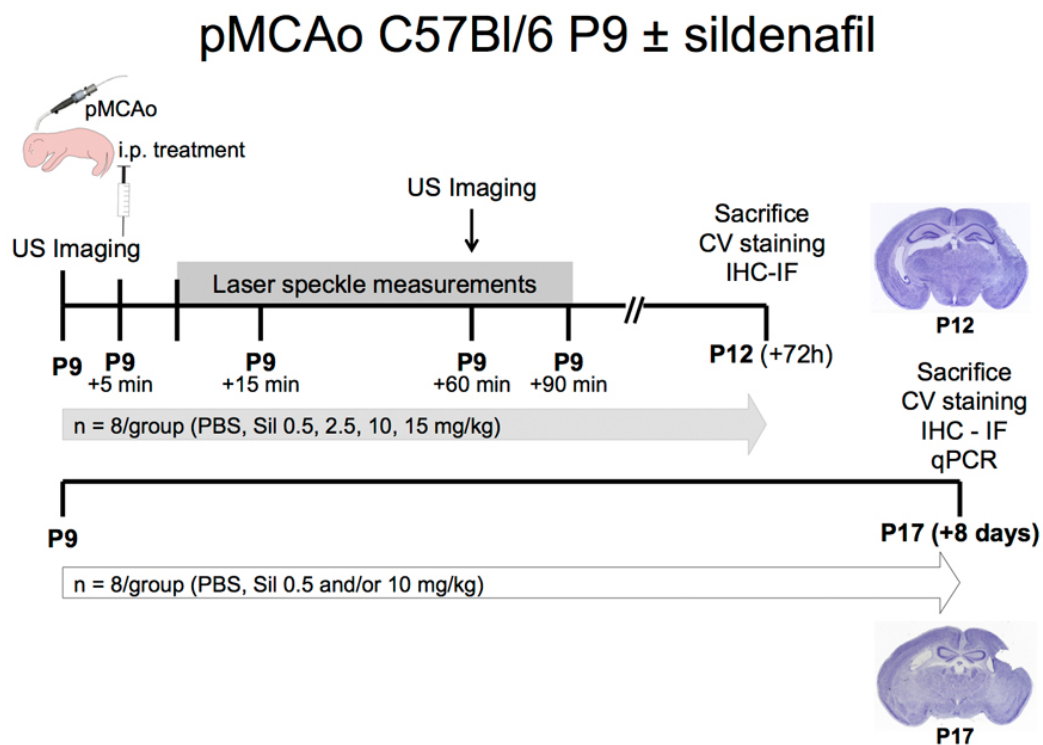 pMCAo C57Bl/6 P9 ± sildenafil
pMCAo
i.p. treatment
US Imaging
US Imaging
Sacrifice
CV staining
IHC-IF
Laser speckle measurements
P12
P9
P9
+5 min
P9
+15 min
P9
+60 min
P9
+90 min
P12 (+72h)
n = 8/group (PBS, Sil 0.5, 2.5, 10, 15 mg/kg)
Sacrifice
CV staining
IHC - IF
qPCR
P9
P17 (+8 days)
n = 8/group (PBS, Sil 0.5 and/or 10 mg/kg)
P17